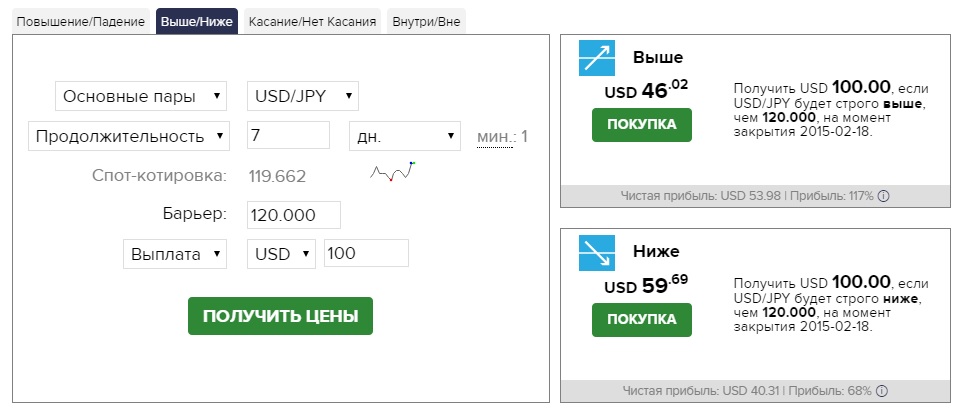 Повышение/Падение Выше/Ниже Касание/Нет Касания Внутри/Вне
Основные пары USD/JPY
Продолжительность 7 дн. мин.: 1
Спот-котировка: 119.662
Барьер: 120.000
Выплата USD 100
ПОЛУЧИТЬ ЦЕНЫ
Выше
USD 46.02
ПОКУПКА
Получить USD 100.00, если
USD/JPY будет строго выше,
чем 120.000, на момент
закрытия 2015-02-18.
Чистая прибыль: USD 53.98 | Прибыль: 117%
Ниже
USD 59.69
ПОКУПКА
Получить USD 100.00, если
USD/JPY будет строго ниже,
чем 120.000, на момент
закрытия 2015-02-18.
Чистая прибыль: USD 40.31 | Прибыль: 68%